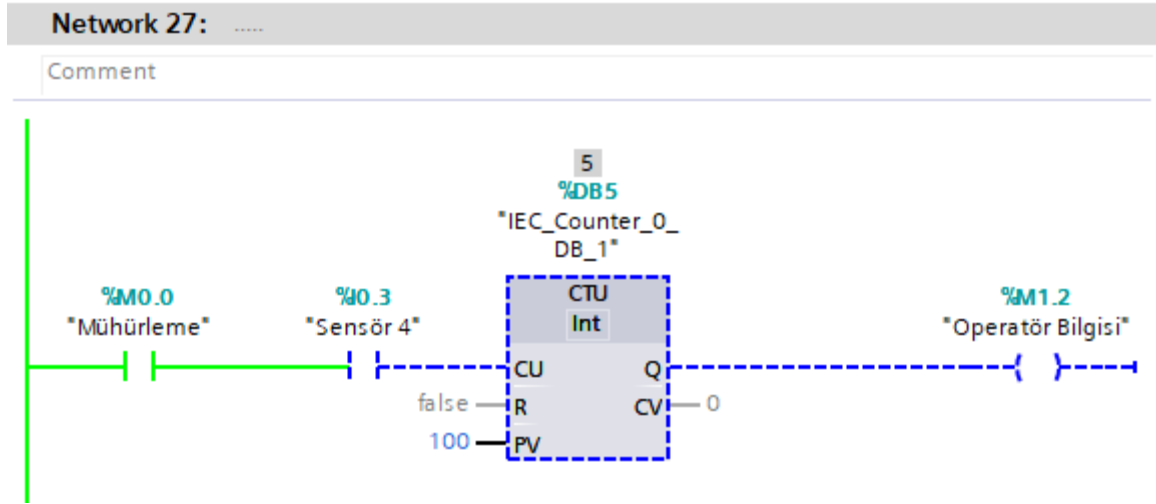 Network 27: .....
Comment
5
%DB5
"IEC_Counter_0_
DB_1"
%M0.0
"Mühürleme"
%I0.3
"Sensör 4"
CTU
Int
%M1.2
"Operatör Bilgisi"
CU
Q
false
R
CV
0
100
PV